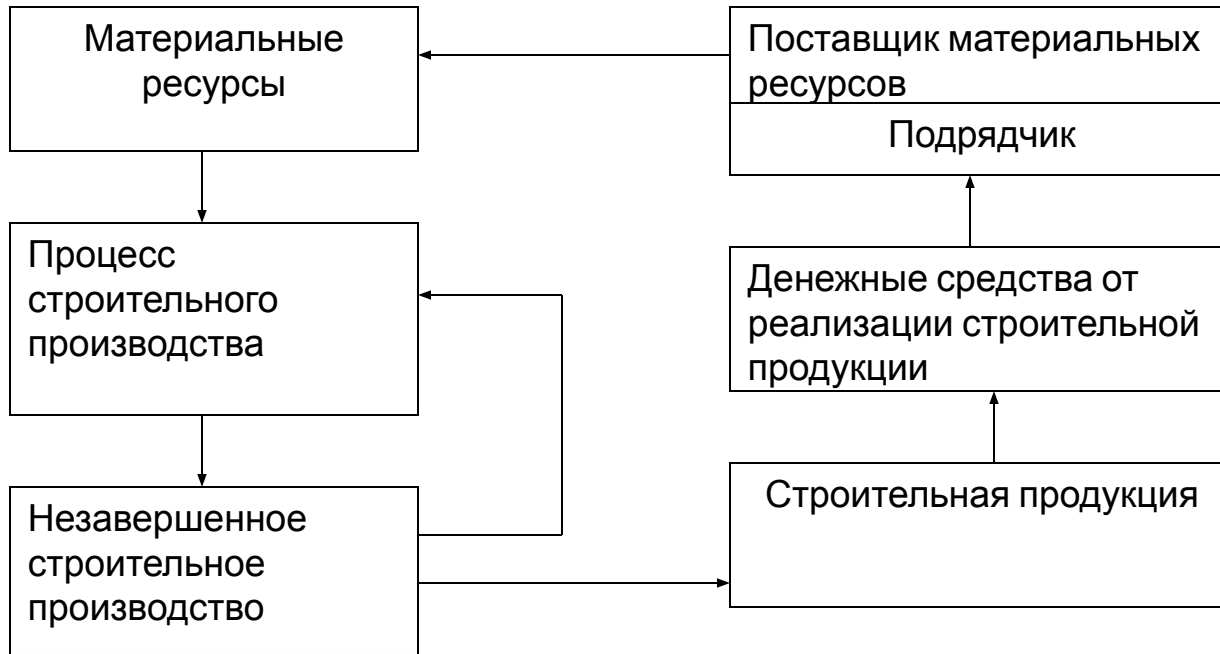 Материальные
ресурсы
Поставщик материальных
ресурсов
Подрядчик
Процесс
строительного
производства
Денежные средства от
реализации строительной
продукции
Незавершенное
строительное
производство
Строительная продукция